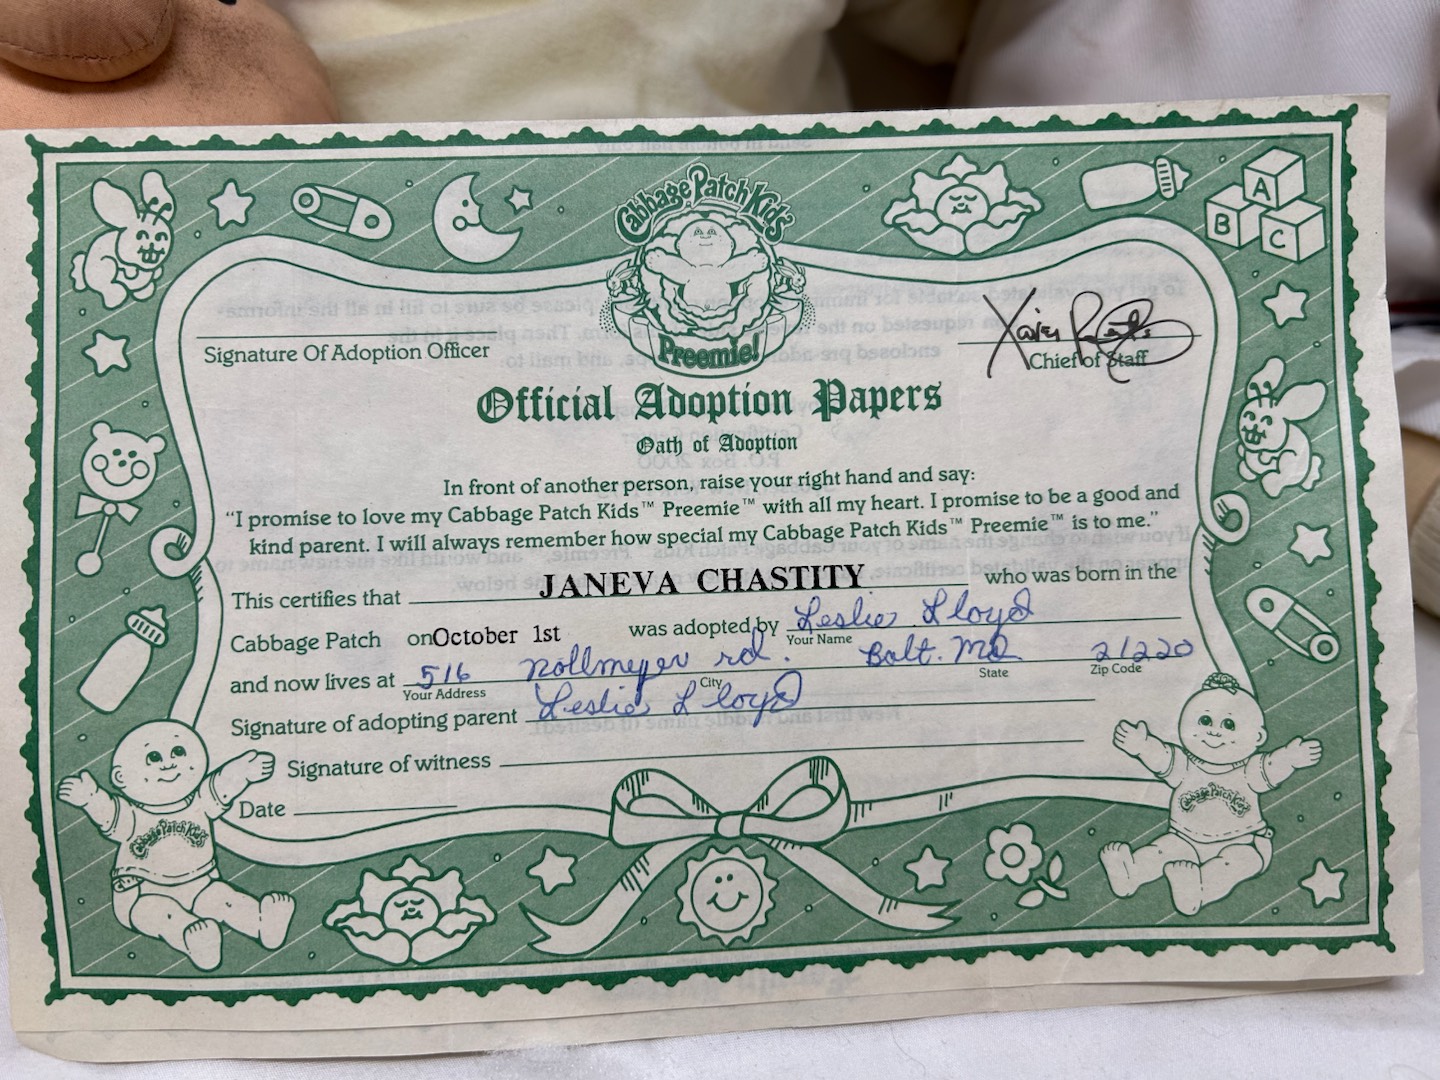 Cabbage Patch Kids
Preemie!
A
B C
Xavier Roberts
Signature Of Adoption Officer
Chief of Staff
Official Adoption Papers
Oath of Adoption
In front of another person, raise your right hand and say:
"I promise to love my Cabbage Patch Kids™ Preemie™ with all my heart. I promise to be a good and
kind parent. I will always remember how special my Cabbage Patch Kids™ Preemie™ is to me."
This certifies that JANEVA CHASTITY who was born in the
Cabbage Patch on October 1st was adopted by Leslie Lloyd
Your Name
and now lives at 516 Nollmeyer rd. Balt. Md 21220
Your Address City State Zip Code
Signature of adopting parent Leslie Lloyd
Signature of witness
Date
Cabbage Patch Kids
Cabbage Patch Kids